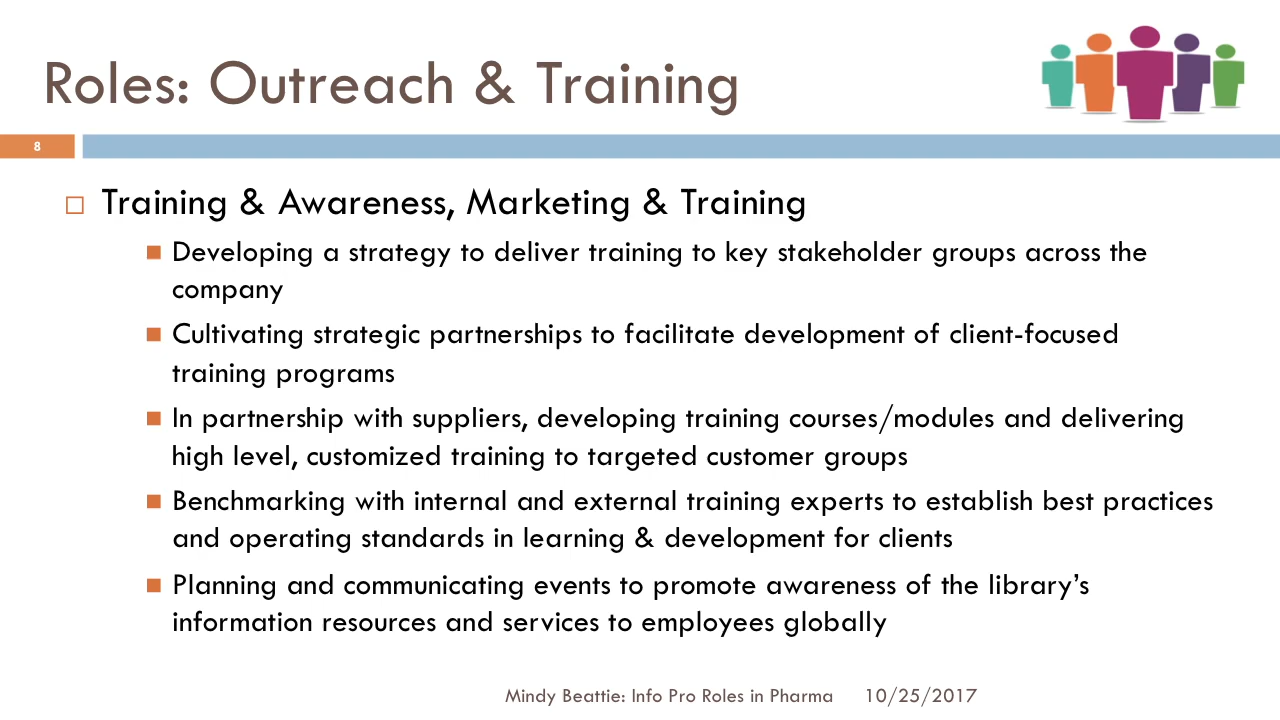 Roles: Outreach & Training
8
Training & Awareness, Marketing & Training
Developing a strategy to deliver training to key stakeholder groups across the
company
Cultivating strategic partnerships to facilitate development of client-focused
training programs
In partnership with suppliers, developing training courses/modules and delivering
high level, customized training to targeted customer groups
Benchmarking with internal and external training experts to establish best practices
and operating standards in learning & development for clients
Planning and communicating events to promote awareness of the library’s
information resources and services to employees globally
Mindy Beattie: Info Pro Roles in Pharma 10/25/2017